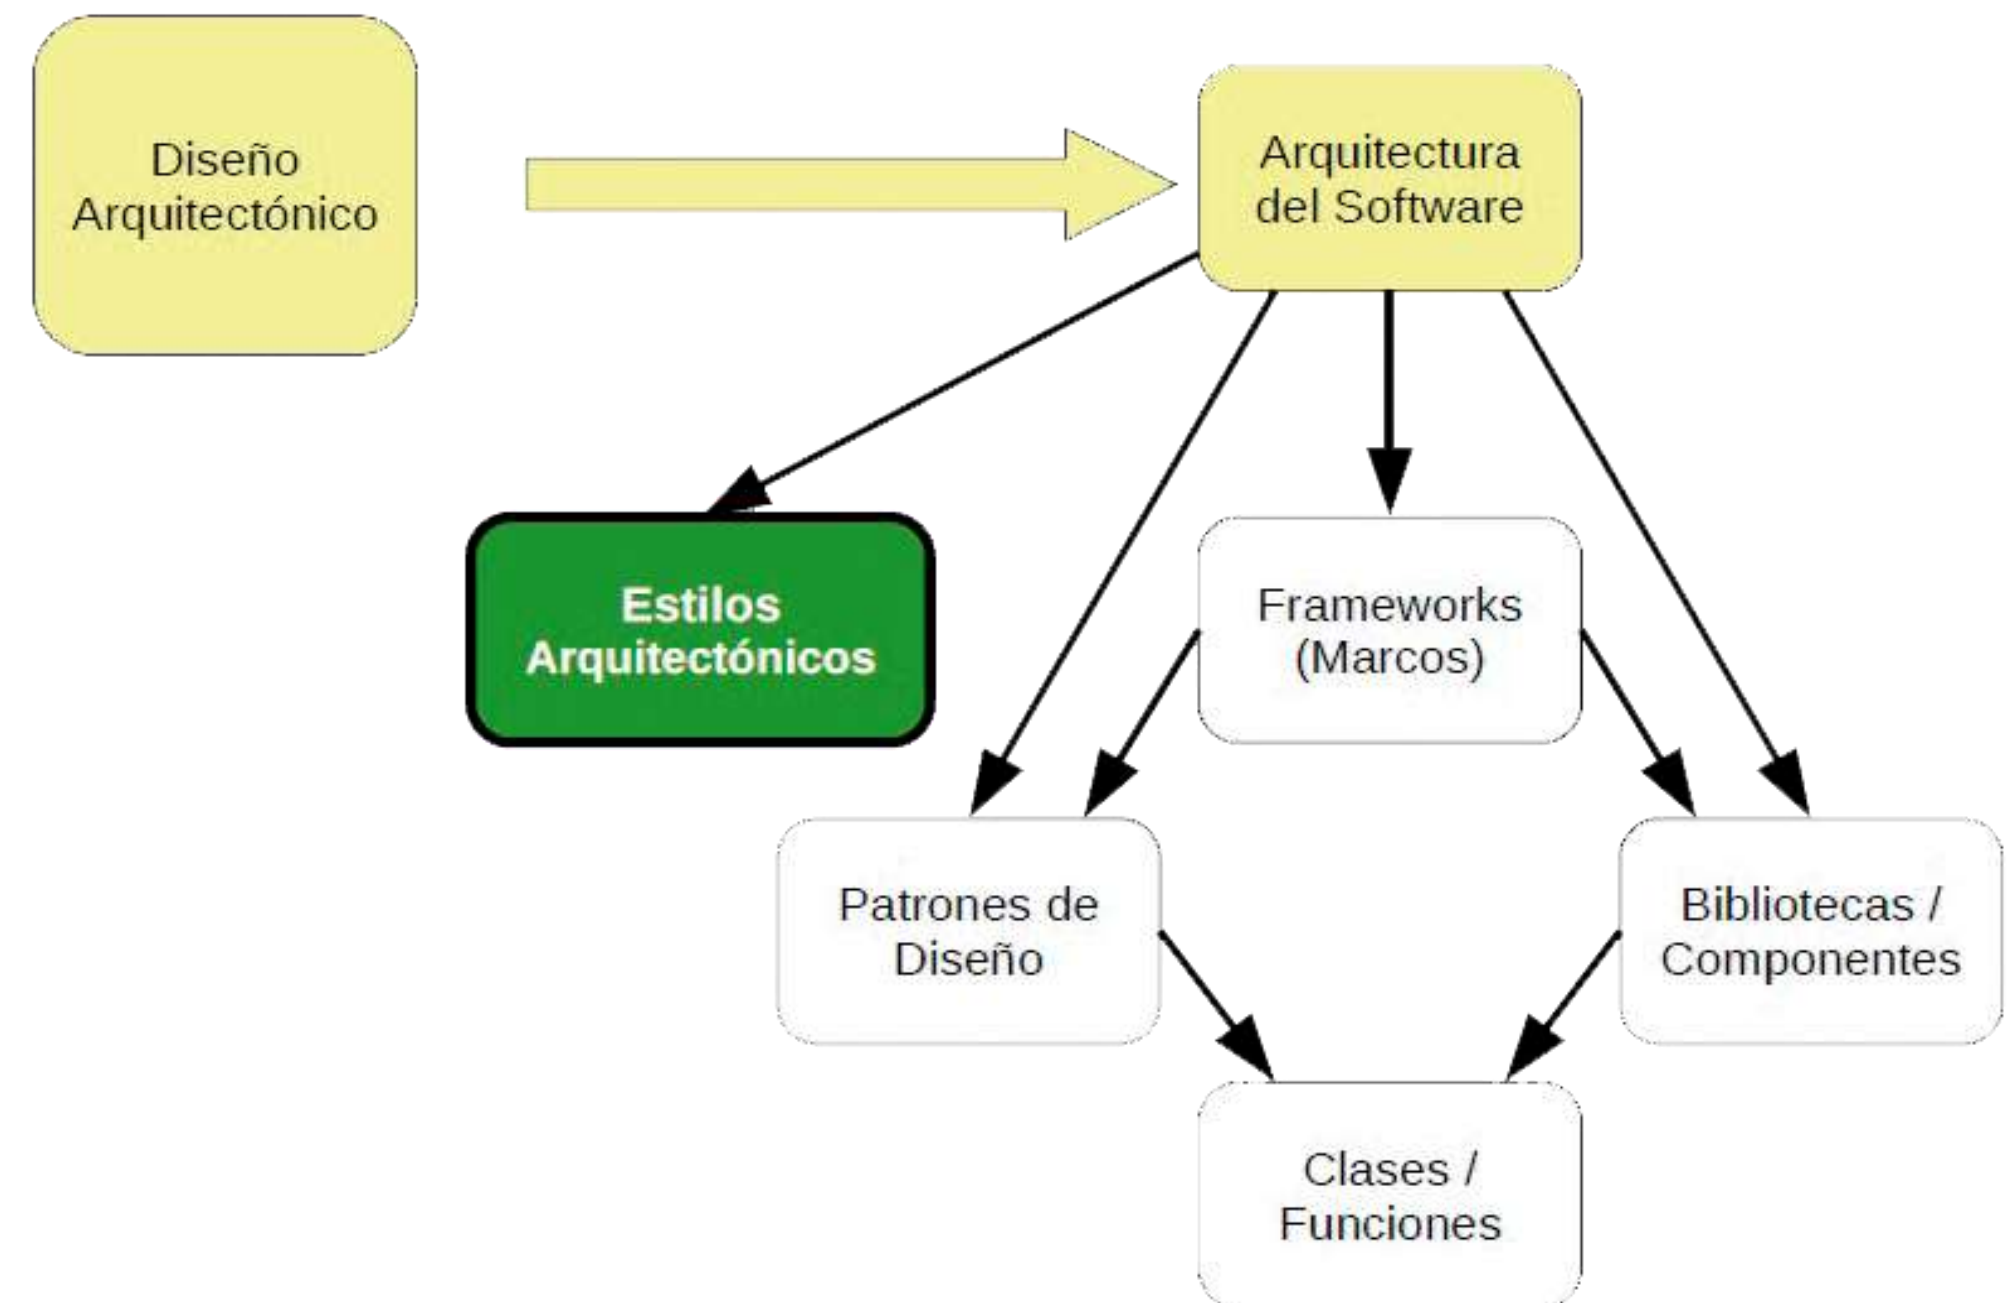 Diseño
Arquitectónico
Arquitectura
del Software
Estilos
Arquitectónicos
Frameworks
(Marcos)
Patrones de
Diseño
Bibliotecas /
Componentes
Clases /
Funciones